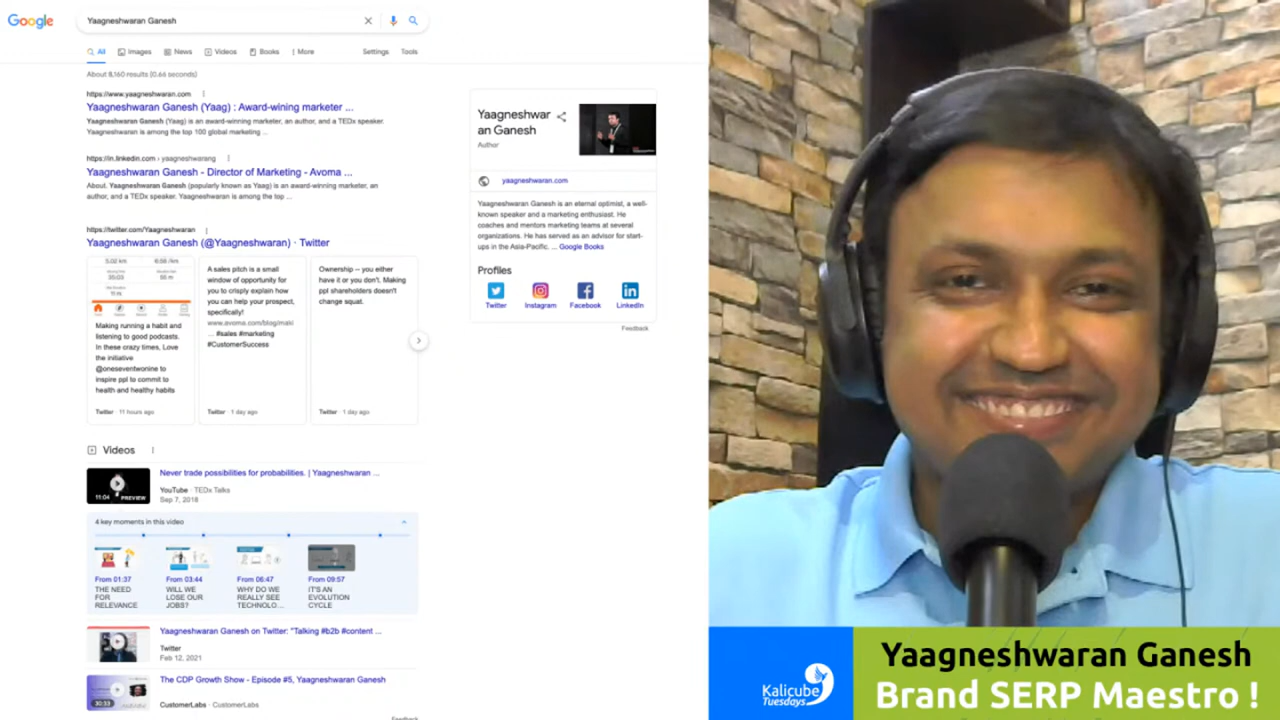 Google
Yaagneshwaran Ganesh
All Images News Videos Books More Settings Tools
About 8,160 results (0.66 seconds)
https://www.yaagneshwaran.com
Yaagneshwaran Ganesh (Yaag) : Award-wining marketer ...
Yaagneshwaran Ganesh (Yaag) is an award-winning marketer, an author, and a TEDx speaker.
Yaagneshwaran is among the top 100 global marketing ...
https://in.linkedin.com › yaagneshwarang
Yaagneshwaran Ganesh - Director of Marketing - Avoma ...
About. Yaagneshwaran Ganesh (popularly known as Yaag) is an award-winning marketer, an
author, and a TEDx speaker. Yaagneshwaran is among the top ...
https://twitter.com/Yaagneshwaran
Yaagneshwaran Ganesh (@Yaagneshwaran) · Twitter
5.02 km
Making running a habit and
listening to good podcasts.
In these crazy times, Love
the initiative
@oneseventwonine to
inspire ppl to commit to
health and healthy habits
Twitter · 11 hours ago
A sales pitch is a small
window of opportunity for
you to crisply explain how
you can help your prospect,
specifically!
www.avoma.com/blog/maki
... #sales #marketing
#CustomerSuccess
Twitter · 1 day ago
Ownership – you either
have it or you don't. Making
ppl shareholders doesn't
change squat.
Twitter · 1 day ago
Videos
Never trade possibilities for probabilities. | Yaagneshwaran ...
11:04 PREVIEW
YouTube · TEDx Talks
Sep 7, 2018
4 key moments in this video
From 01:37
THE NEED
FOR
RELEVANCE
From 03:44
WILL WE
LOSE OUR
JOBS?
From 06:47
WHY DO WE
REALLY SEE
TECHNOLO...
From 09:57
IT'S AN
EVOLUTION
CYCLE
Yaagneshwaran Ganesh on Twitter: "Talking #b2b #content ...
Twitter
Feb 12, 2021
The CDP Growth Show - Episode #5, Yaagneshwaran Ganesh
30:33
CustomerLabs · CustomerLabs
Feedback
Yaagneshwar
an Ganesh
Author
yaagneshwaran.com
Yaagneshwaran Ganesh is an eternal optimist, a well-
known speaker and a marketing enthusiast. He
coaches and mentors marketing teams at several
organizations. He has served as an advisor for start-
ups in the Asia-Pacific. ... Google Books
Profiles
Twitter Instagram Facebook LinkedIn
Feedback
Kalicube
Tuesdays
Yaagneshwaran Ganesh
Brand SERP Maestro !